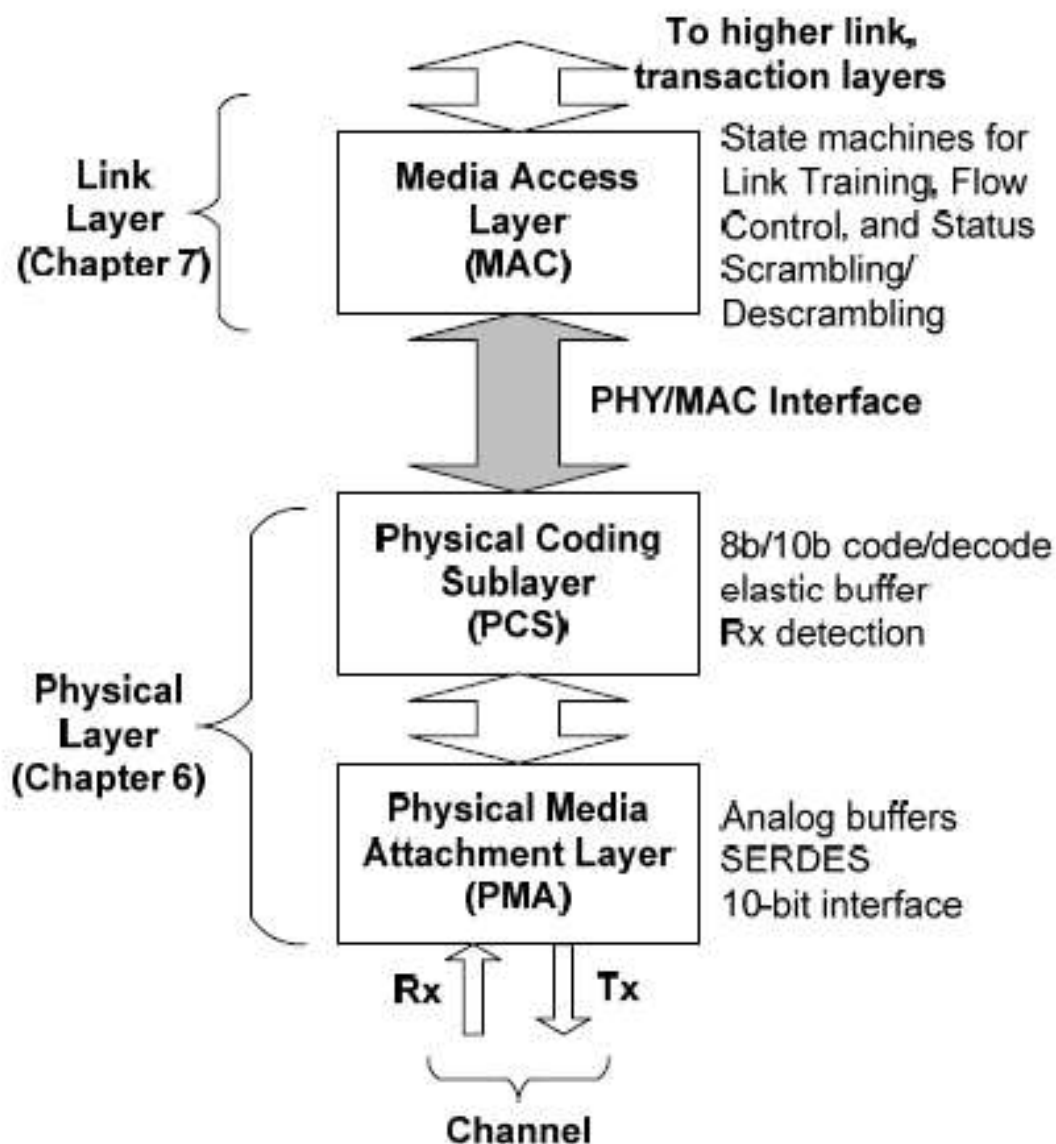 To higher link,
transaction layers
Link
Layer
(Chapter 7)
Media Access
Layer
(MAC)
State machines for
Link Training, Flow
Control, and Status
Scrambling/
Descrambling
PHY/MAC Interface
Physical
Layer
(Chapter 6)
Physical Coding
Sublayer
(PCS)
8b/10b code/decode
elastic buffer
Rx detection
Physical Media
Attachment Layer
(PMA)
Analog buffers
SERDES
10-bit interface
Rx
Tx
Channel